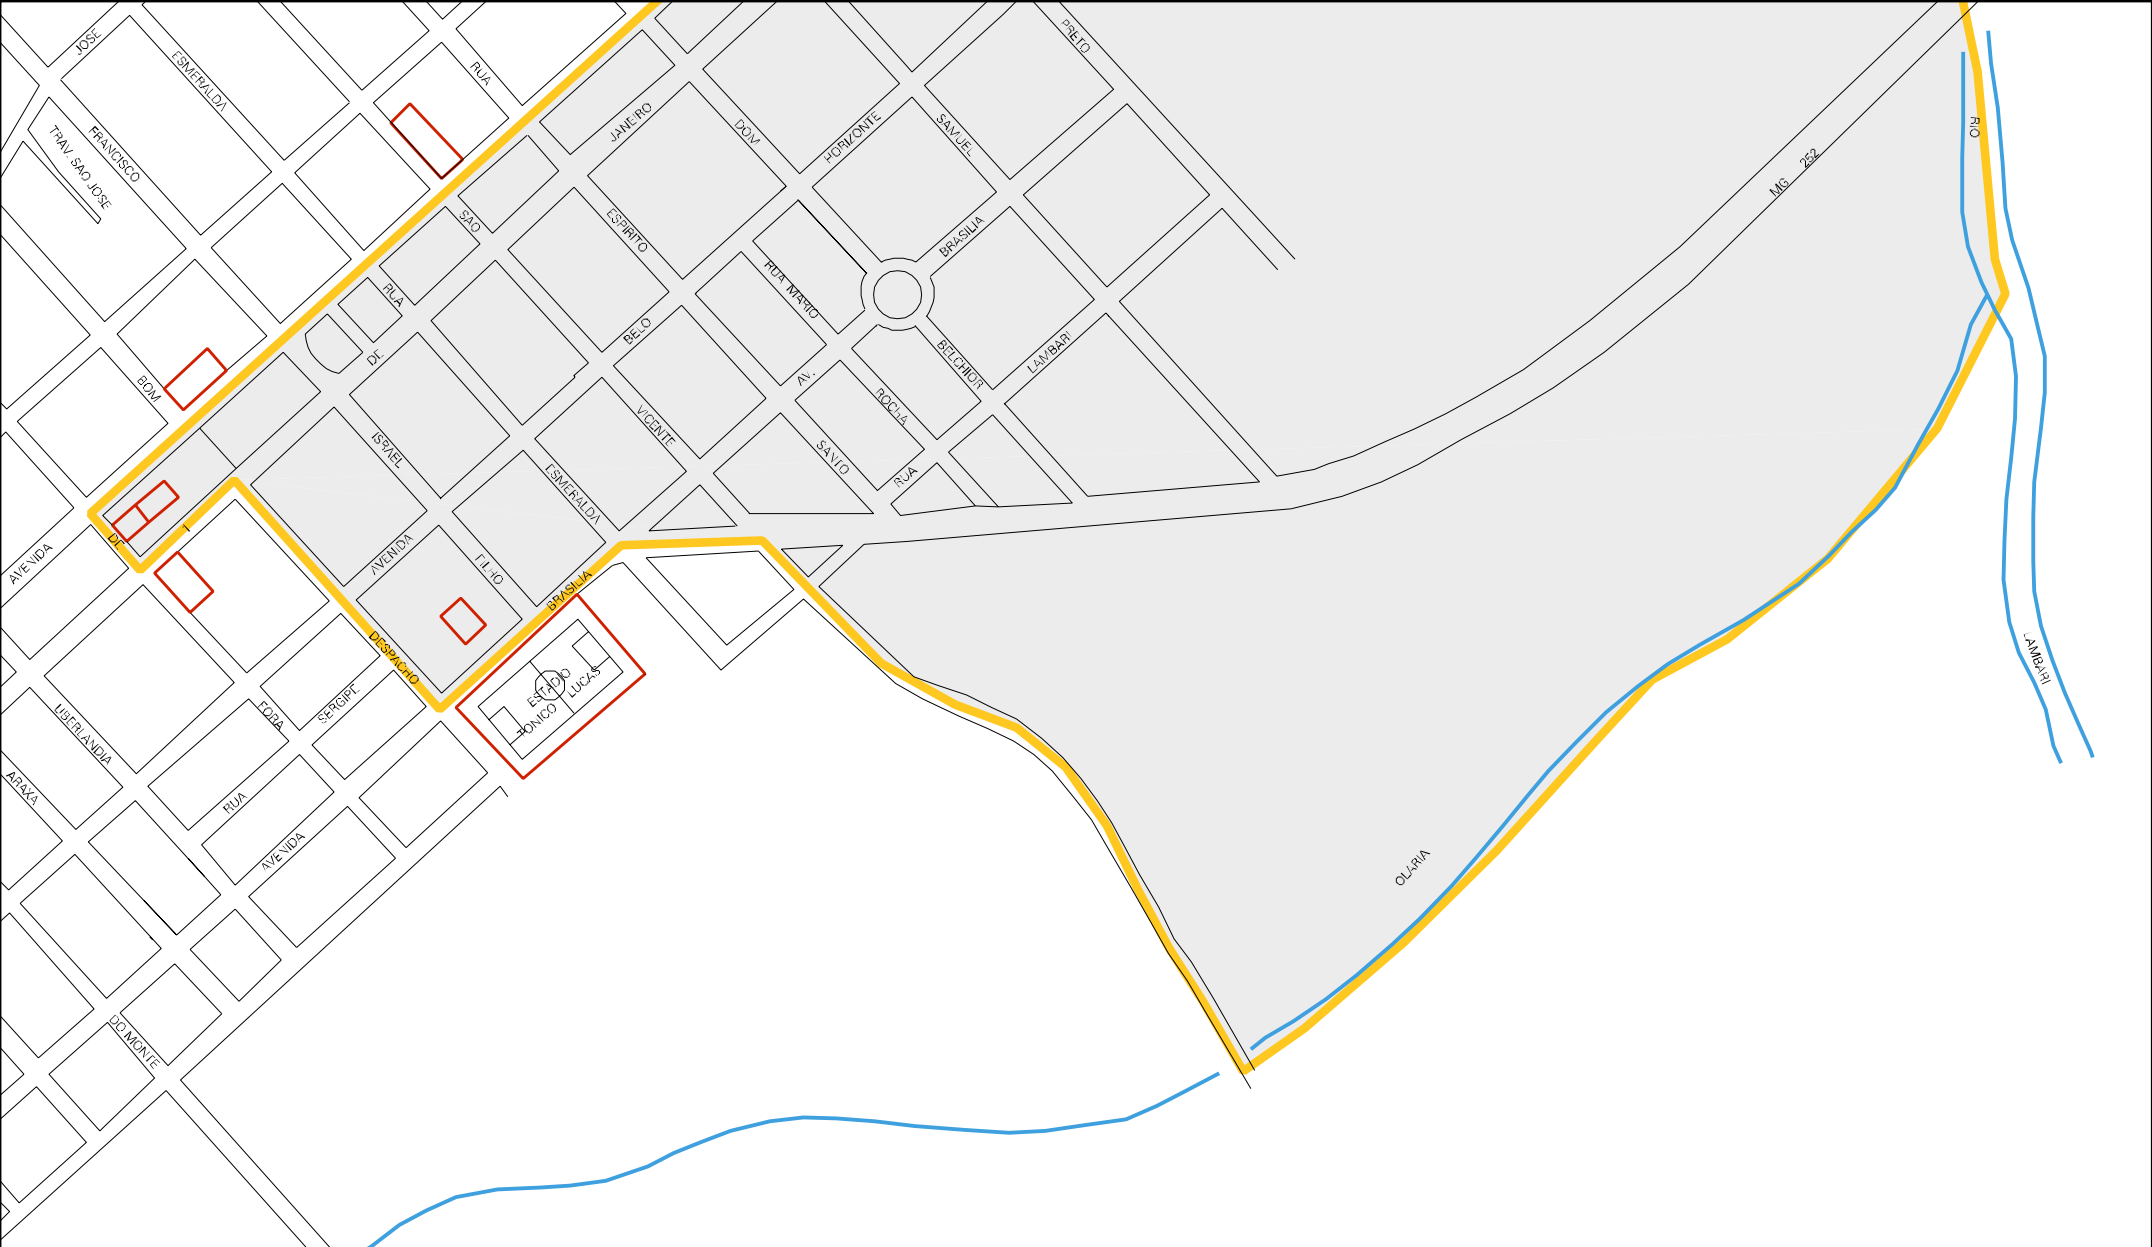 JOSE
ESMERALDA
RUA
PRETO
FRANCISCO
TRAV. SAO JOSE
JANEIRO
DOM
HORIZONTE
SAMUEL
RIO
MG 252
SAO
ESPIRITO
BRASILIA
RUA
RUA MARIO
DE
BELO
AV.
BELCHIOR
LAMBARI
BOM
ISRAEL
VICENTE
ROCHA
SANTO
RUA
ESMERALDA
DE
1
AVENIDA
AVENIDA
FILHO
BRASILIA
DESPACHO
ESTADIO
TONICO LUCAS
SERGIPE
FORA
UBERLANDIA
ARAXA
RUA
AVENIDA
LAMBARI
OLARIA
DO MONTE